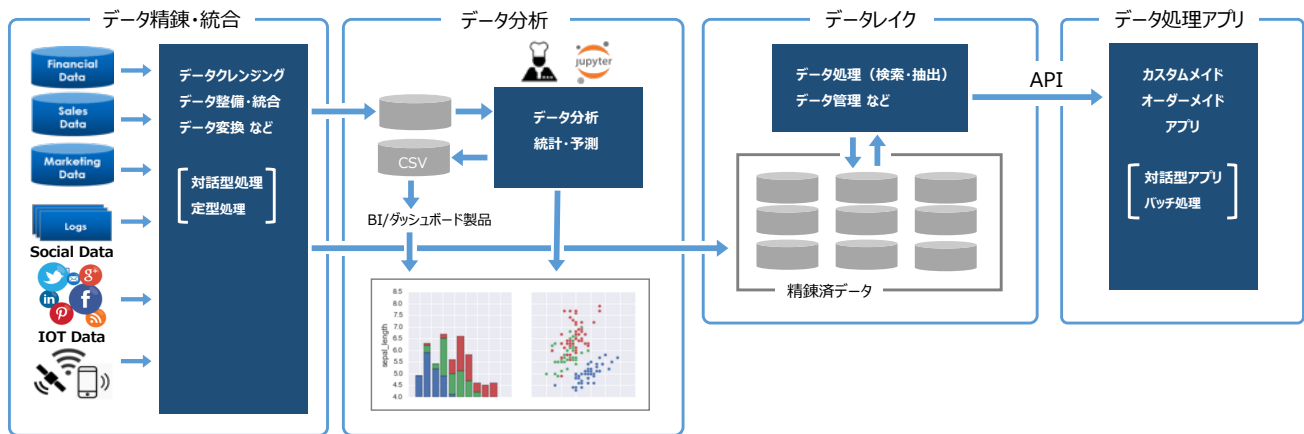 データ精錬・統合
Financial
Data
Sales
Data
Marketing
Data
Logs
Social Data
g+
in
f
IOT Data
データクレンジング
データ整備・統合
データ変換 など
対話型処理
定型処理
データ分析
jupyter
データ分析
統計・予測
CSV
BI/ダッシュボード製品
8.5
8.0
7.5
7.0
6.5
6.0
5.5
5.0
4.5
4.0
sepal_length
データレイク
データ処理（検索・抽出）
データ管理 など
精錬済データ
API
データ処理アプリ
カスタムメイド
オーダーメイド
アプリ
対話型アプリ
バッチ処理